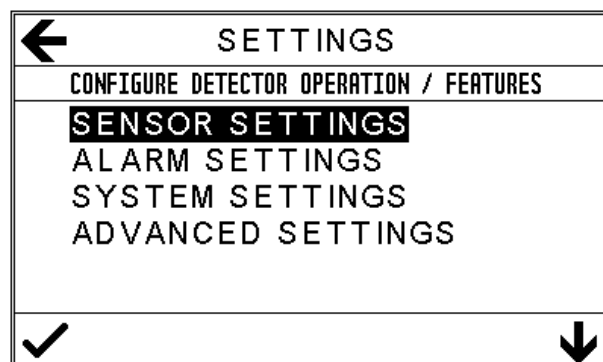 SETTINGS
CONFIGURE DETECTOR OPERATION / FEATURES
SENSOR SETTINGS
ALARM SETTINGS
SYSTEM SETTINGS
ADVANCED SETTINGS